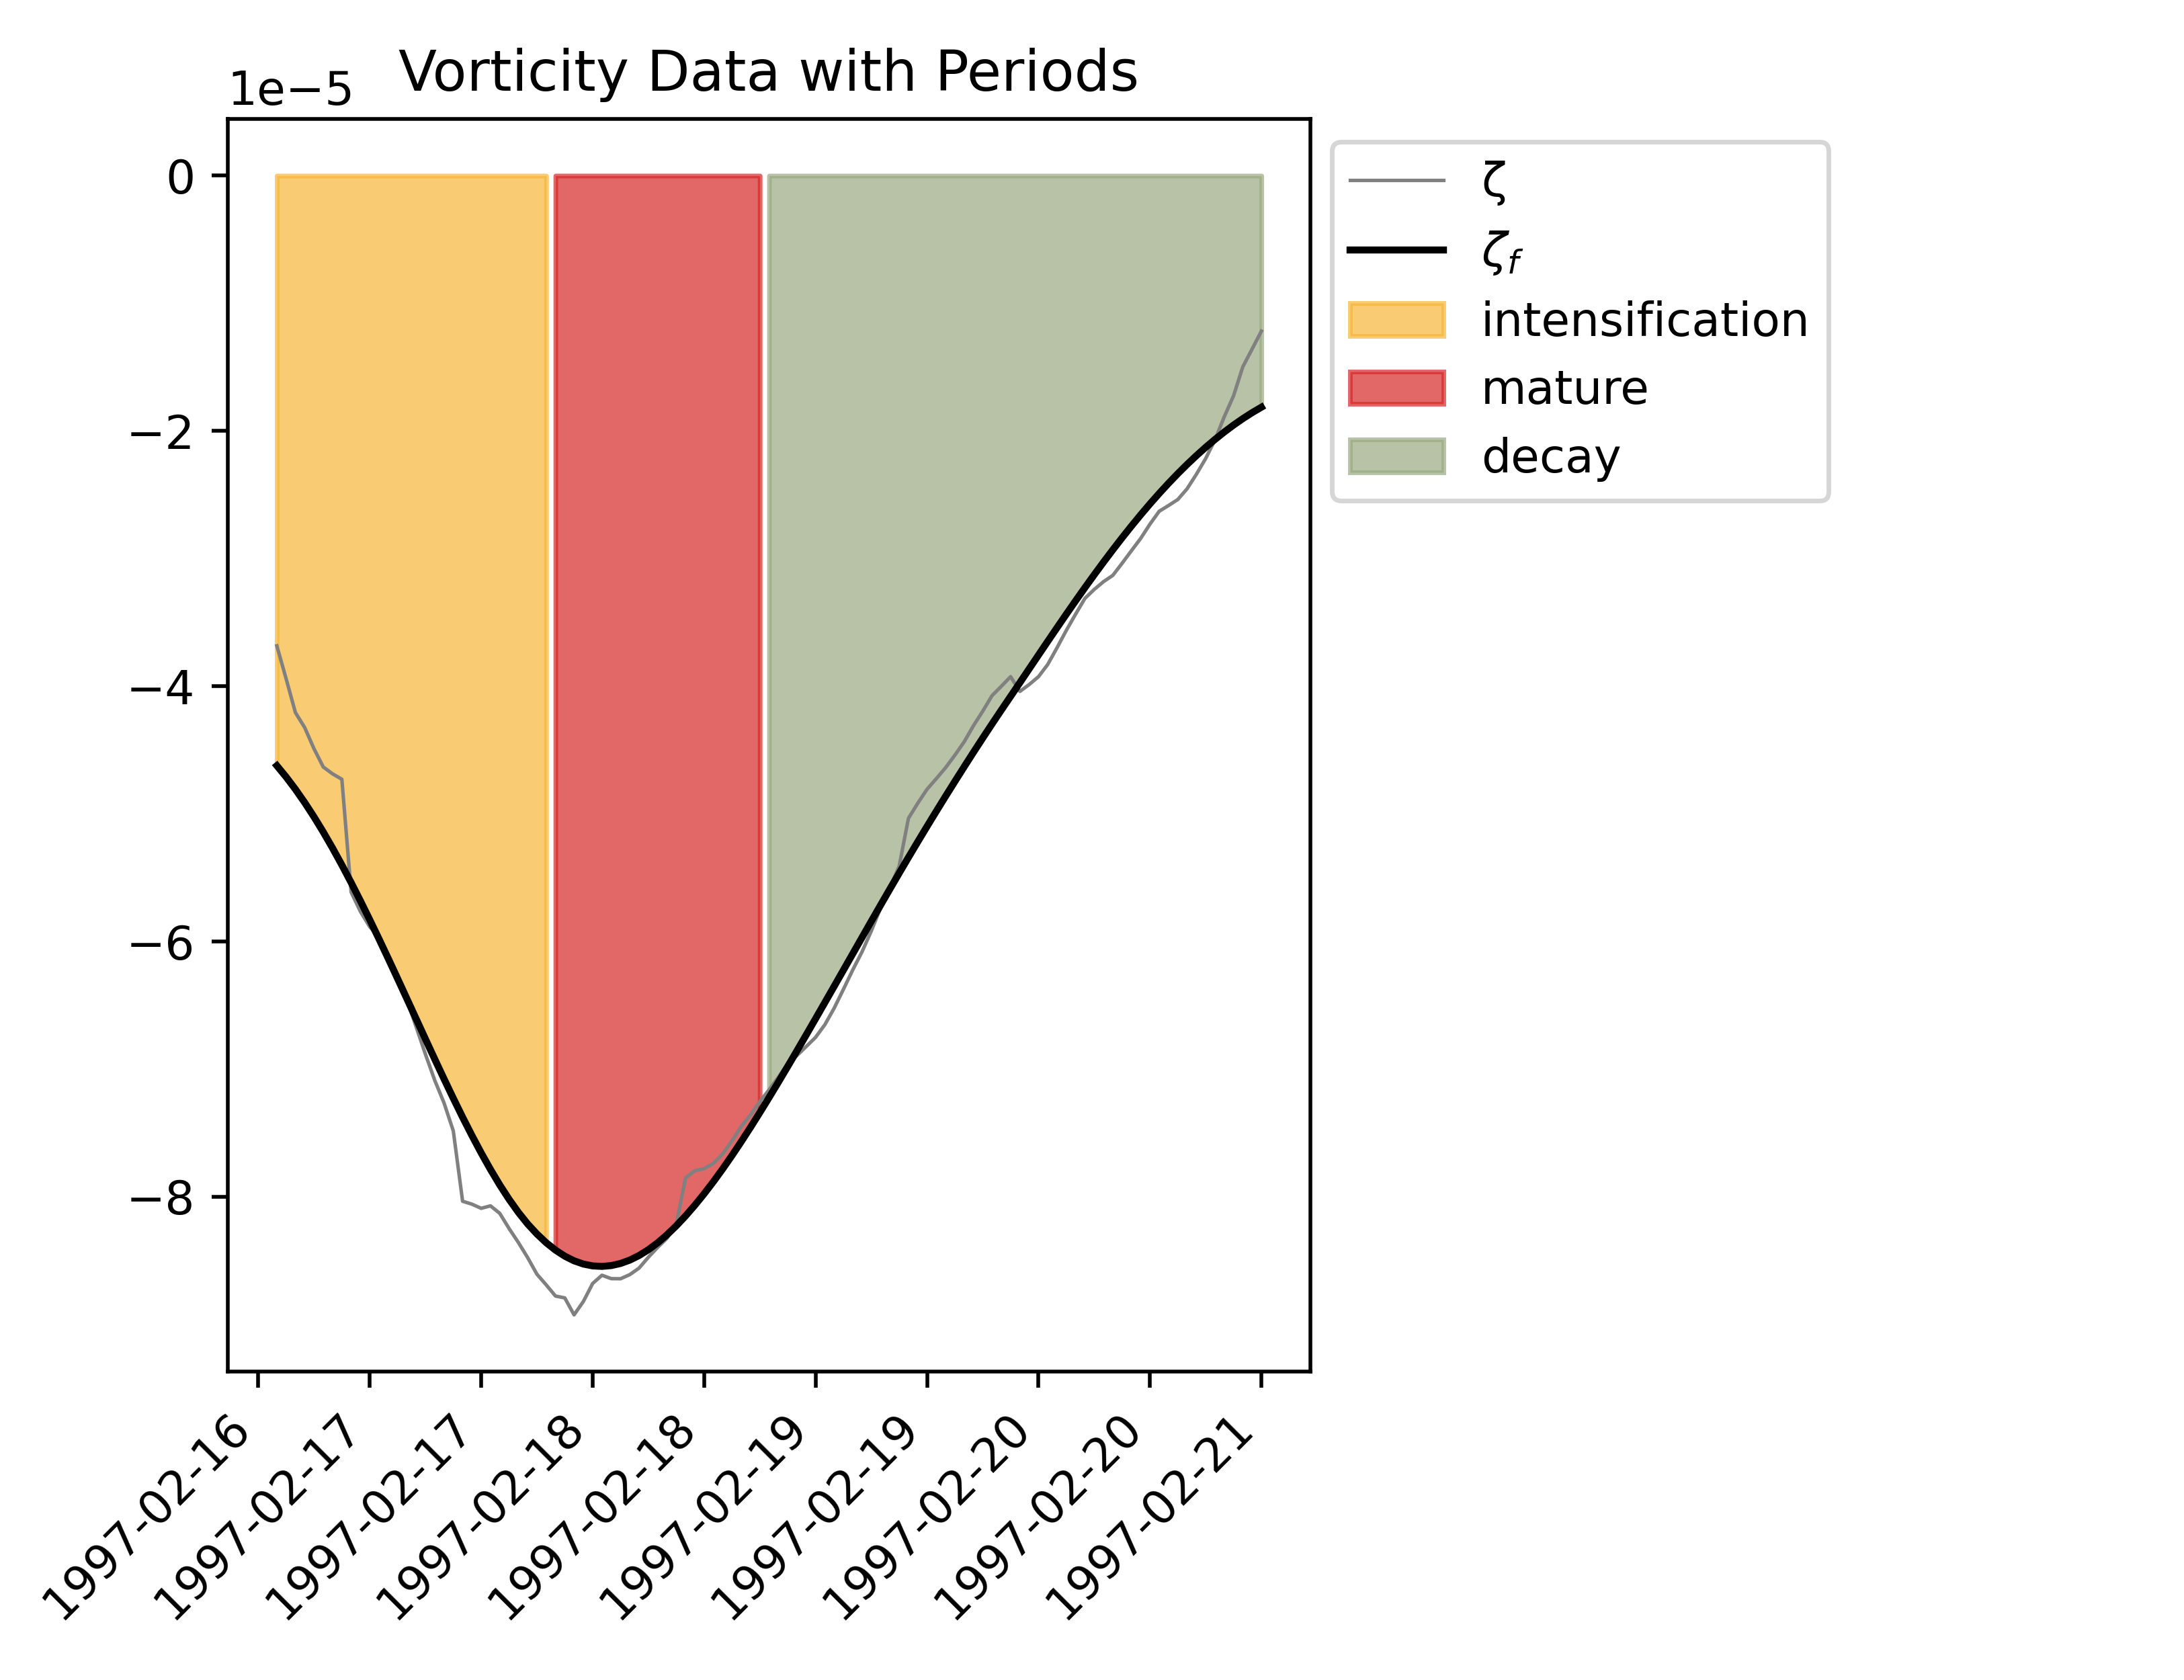 Vorticity Data with Periods
1e−5
0
−2
−4
−6
−8
1997-02-16
1997-02-17
1997-02-17
1997-02-18
1997-02-18
1997-02-19
1997-02-19
1997-02-20
1997-02-20
1997-02-21
ζ
ζf
intensification
mature
decay